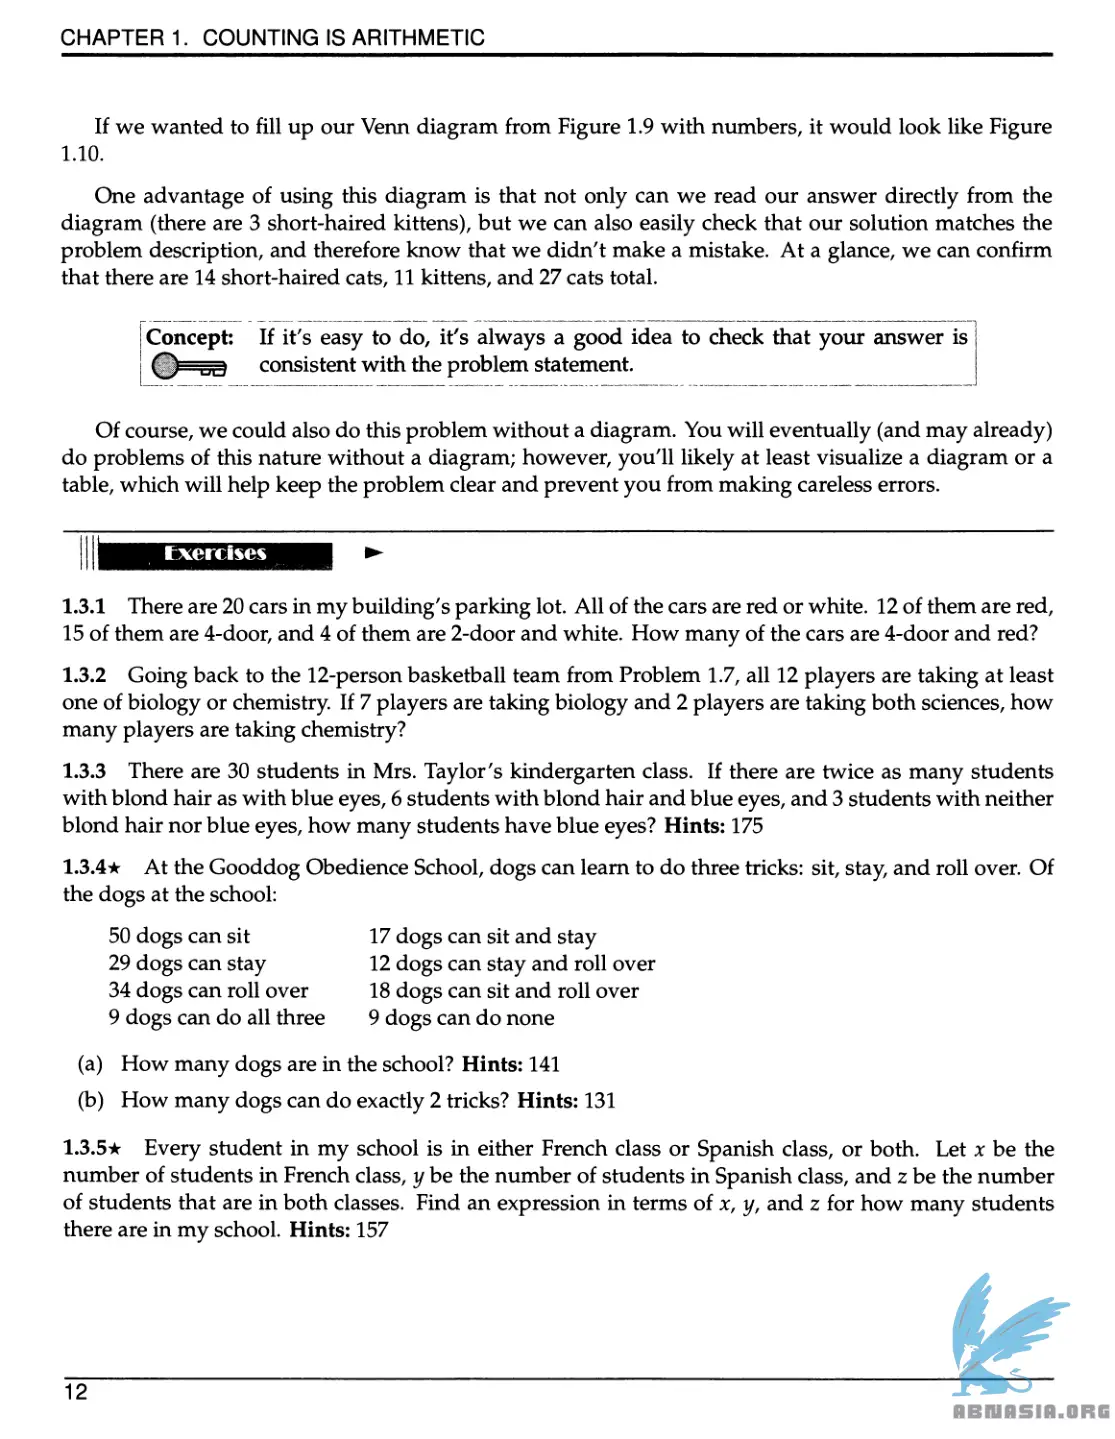 CHAPTER 1. COUNTING IS ARITHMETIC
If we wanted to fill up our Venn diagram from Figure 1.9 with numbers, it would look like Figure
1.10.
One advantage of using this diagram is that not only can we read our answer directly from the
diagram (there are 3 short-haired kittens), but we can also easily check that our solution matches the
problem description, and therefore know that we didn't make a mistake. At a glance, we can confirm
that there are 14 short-haired cats, 11 kittens, and 27 cats total.
Concept: If it's easy to do, it's always a good idea to check that your answer is
consistent with the problem statement.
Of course, we could also do this problem without a diagram. You will eventually (and may already)
do problems of this nature without a diagram; however, you'll likely at least visualize a diagram or a
table, which will help keep the problem clear and prevent you from making careless errors.
Exercises
1.3.1 There are 20 cars in my building's parking lot. All of the cars are red or white. 12 of them are red,
15 of them are 4-door, and 4 of them are 2-door and white. How many of the cars are 4-door and red?
1.3.2 Going back to the 12-person basketball team from Problem 1.7, all 12 players are taking at least
one of biology or chemistry. If 7 players are taking biology and 2 players are taking both sciences, how
many players are taking chemistry?
1.3.3 There are 30 students in Mrs. Taylor's kindergarten class. If there are twice as many students
with blond hair as with blue eyes, 6 students with blond hair and blue eyes, and 3 students with neither
blond hair nor blue eyes, how many students have blue eyes? Hints: 175
1.3.4★ At the Gooddog Obedience School, dogs can learn to do three tricks: sit, stay, and roll over. Of
the dogs at the school:
50 dogs can sit 17 dogs can sit and stay
29 dogs can stay 12 dogs can stay and roll over
34 dogs can roll over 18 dogs can sit and roll over
9 dogs can do all three 9 dogs can do none
(a) How many dogs are in the school? Hints: 141
(b) How many dogs can do exactly 2 tricks? Hints: 131
1.3.5★ Every student in my school is in either French class or Spanish class, or both. Let x be the
number of students in French class, y be the number of students in Spanish class, and z be the number
of students that are in both classes. Find an expression in terms of x, y, and z for how many students
there are in my school. Hints: 157
12
ABNASIA.ORG